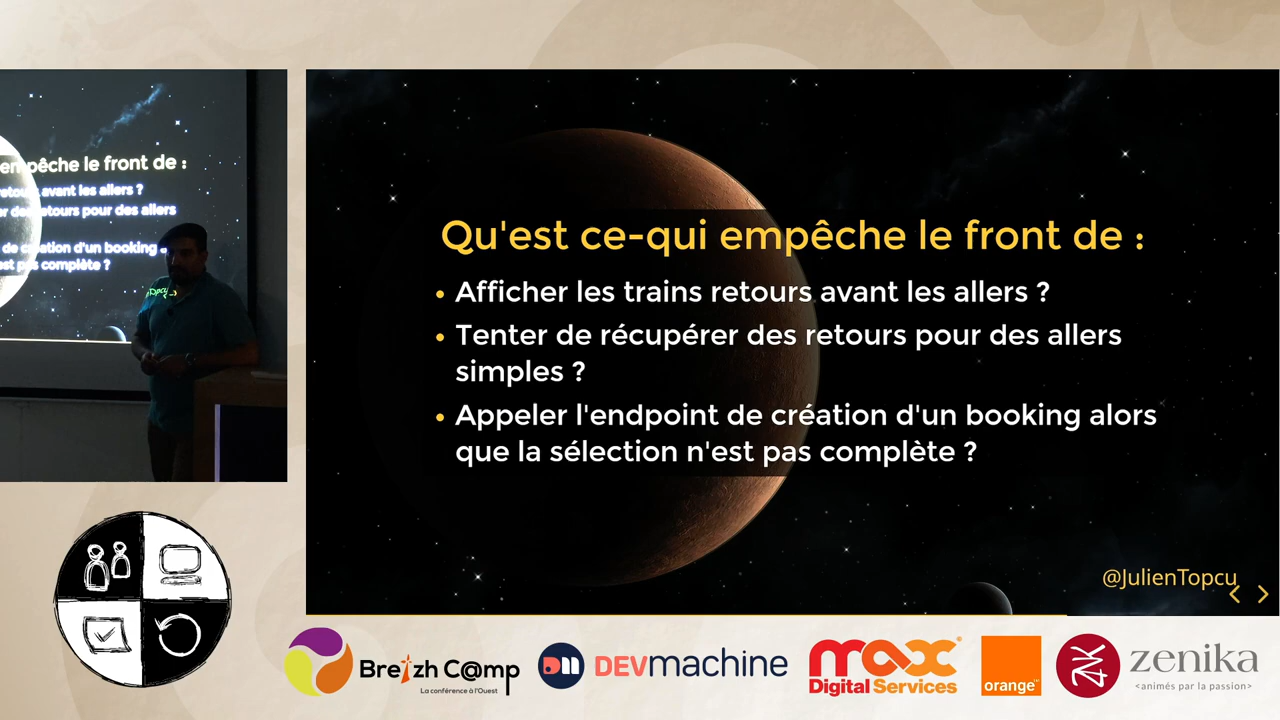 empêche le front de :
retours avant les allers ?
retours pour des allers
de création d'un booking
est pas complète ?
Qu'est ce-qui empêche le front de :
• Afficher les trains retours avant les allers ?
• Tenter de récupérer des retours pour des allers
simples ?
• Appeler l'endpoint de création d'un booking alors
que la sélection n'est pas complète ?
@JulienTopcu
Breizh C@mp
La conférence à l'Ouest
DEVmachine
max
Digital Services
orange™
zenika
<animés par la passion>